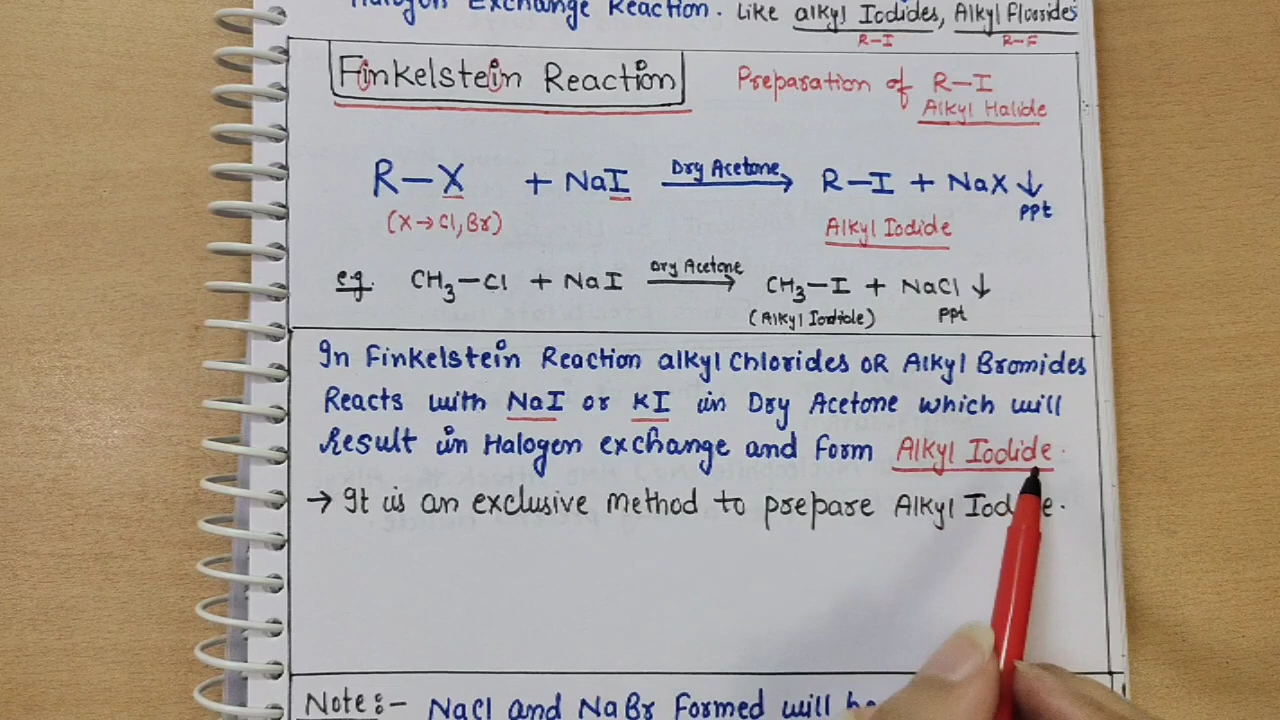 Halogen Exchange Reaction. Like alkyl Iodides, Alkyl Fluorides
R-I R-F
Finkelstein Reaction Preparation of R-I
Alkyl Halide
R-X + NaI Dry Acetone → R-I + NaX ↓
(X→Cl, Br) Alkyl Iodide ppt
e.g. CH₃-Cl + NaI Dry Acetone → CH₃-I + NaCl ↓
(Alkyl Iodide) ppt
In Finkelstein Reaction alkyl Chlorides OR Alkyl Bromides
Reacts with NaI or KI in Dry Acetone which will
Result in Halogen exchange and form Alkyl Iodide.
→ It is an exclusive method to prepare Alkyl Iodide.
Note:- NaCl and NaBr Formed will be